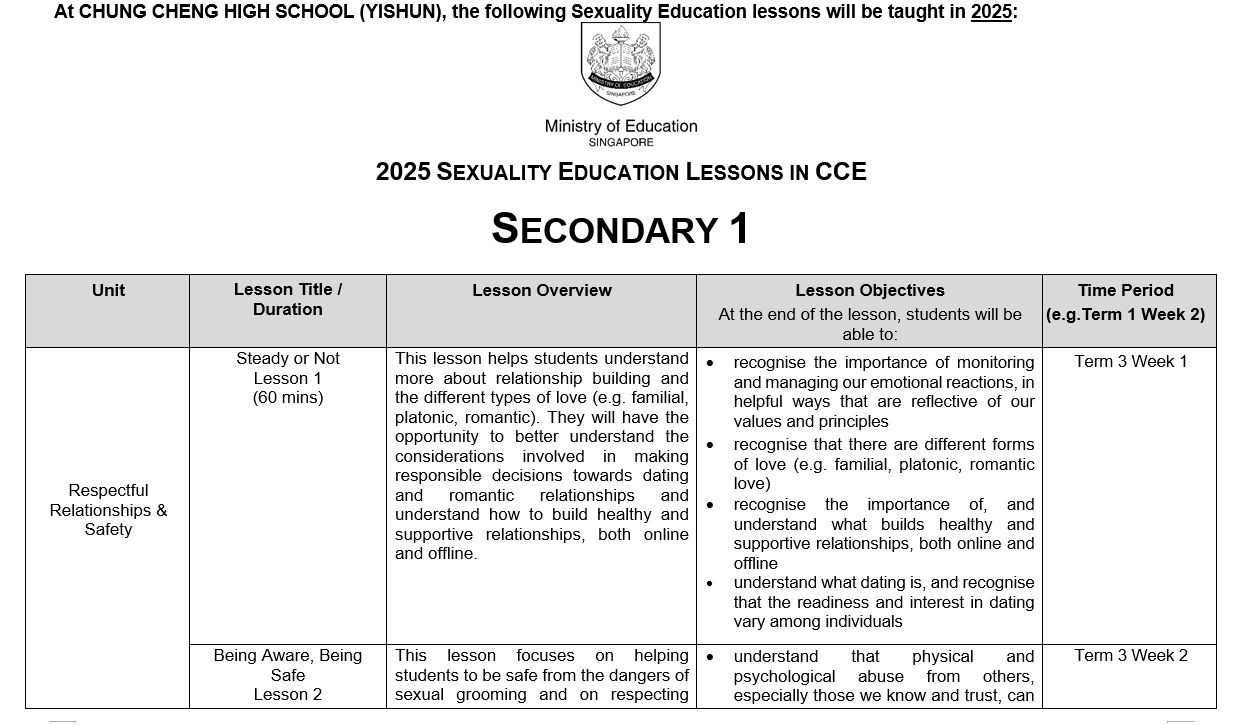 At CHUNG CHENG HIGH SCHOOL (YISHUN), the following Sexuality Education lessons will be taught in 2025:
MINISTRY OF EDUCATION
SINGAPORE
Ministry of Education
SINGAPORE
2025 SEXUALITY EDUCATION LESSONS IN CCE
SECONDARY 1
Unit
Lesson Title /
Duration
Lesson Overview
Lesson Objectives
At the end of the lesson, students will be
able to:
Time Period
(e.g.Term 1 Week 2)
Respectful
Relationships &
Safety
Steady or Not
Lesson 1
(60 mins)
This lesson helps students understand
more about relationship building and
the different types of love (e.g. familial,
platonic, romantic). They will have the
opportunity to better understand the
considerations involved in making
responsible decisions towards dating
and romantic relationships and
understand how to build healthy and
supportive relationships, both online
and offline.
• recognise the importance of monitoring
and managing our emotional reactions, in
helpful ways that are reflective of our
values and principles
• recognise that there are different forms
of love (e.g. familial, platonic, romantic
love)
• recognise the importance of, and
understand what builds healthy and
supportive relationships, both online and
offline
• understand what dating is, and recognise
that the readiness and interest in dating
vary among individuals
Term 3 Week 1
Being Aware, Being
Safe
Lesson 2
This lesson focuses on helping
students to be safe from the dangers of
sexual grooming and on respecting
• understand that physical and
psychological abuse from others,
especially those we know and trust, can
Term 3 Week 2